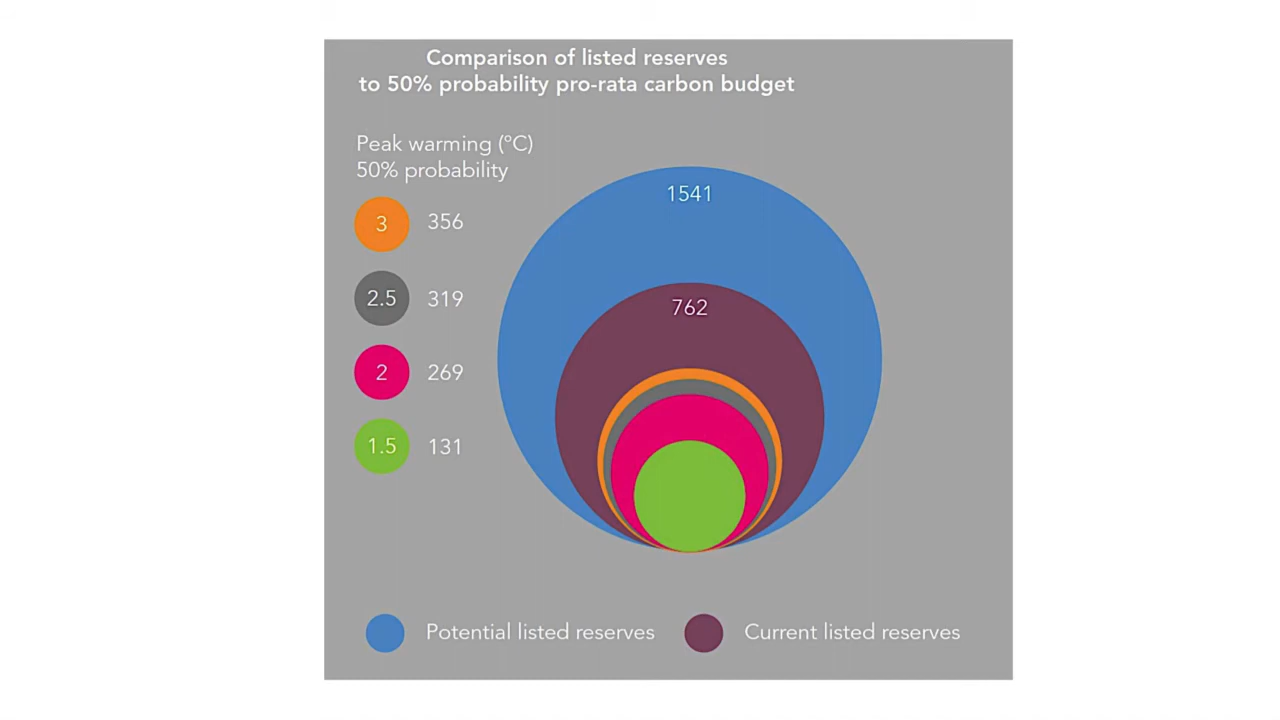 Comparison of listed reserves
to 50% probability pro-rata carbon budget
Peak warming (ºC)
50% probability
3 356
2.5 319
2 269
1.5 131
1541
762
Potential listed reserves
Current listed reserves